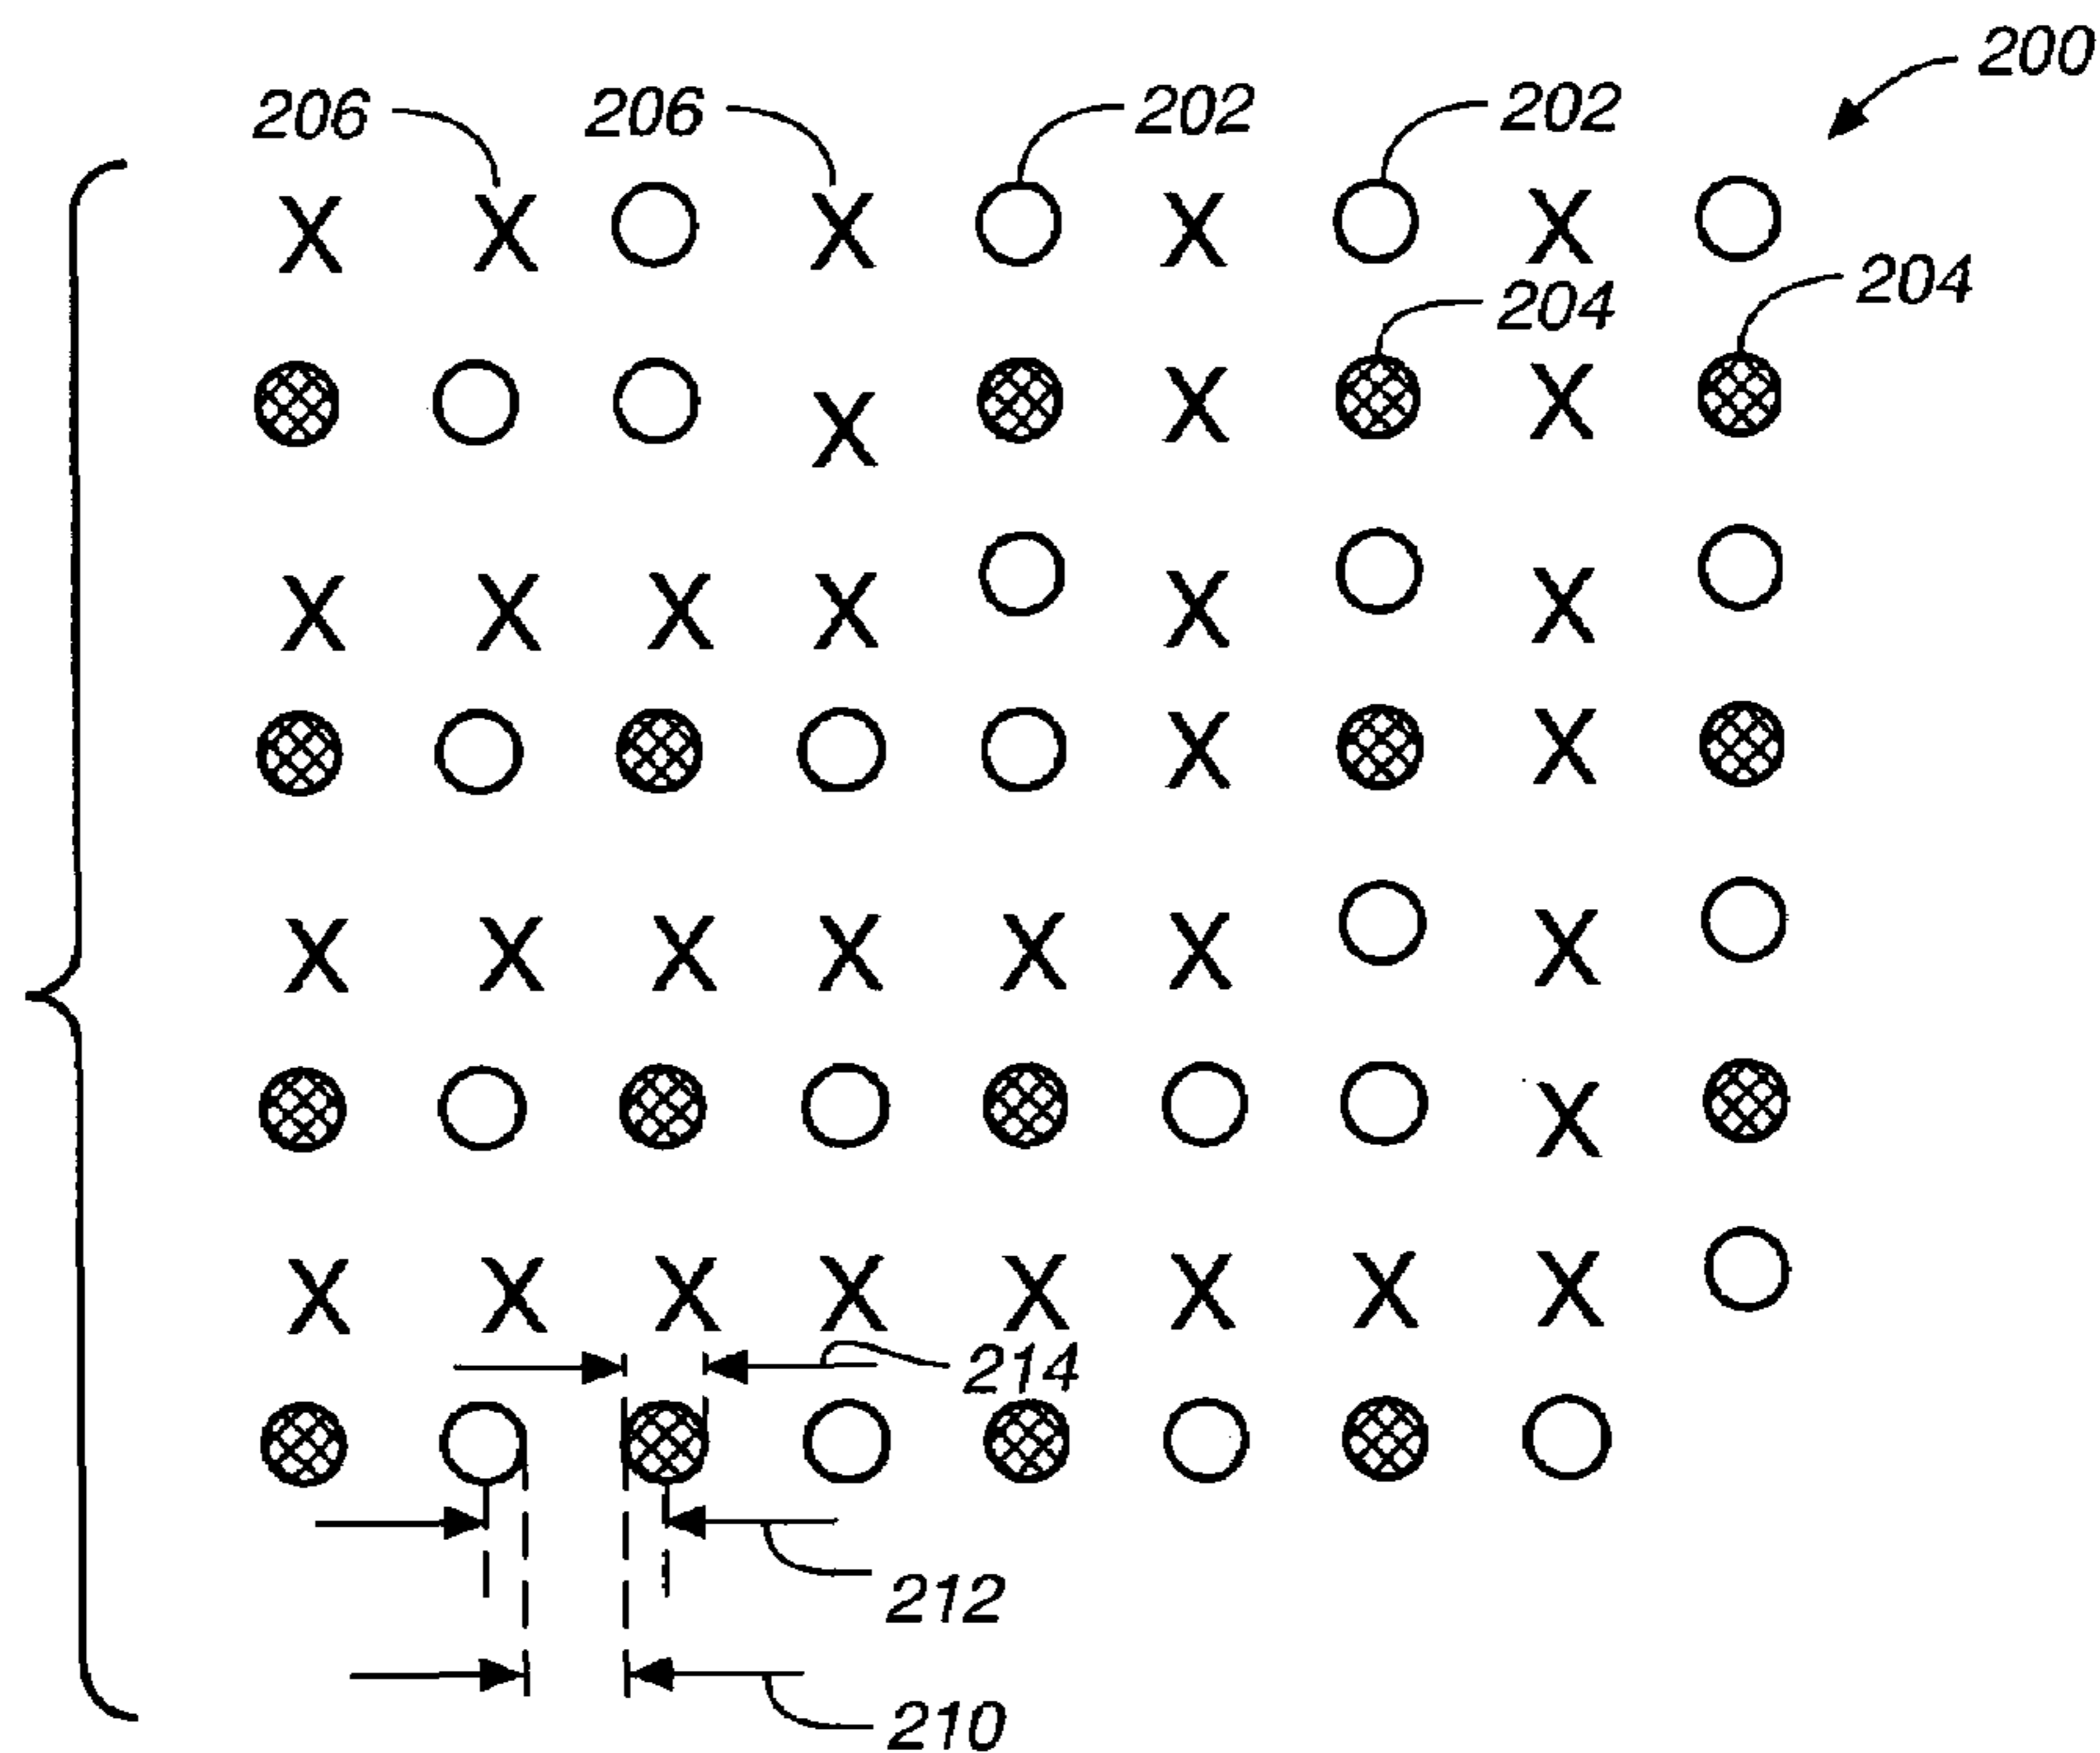 200
206 206 202 202
X X X X X
204 204
X X X
X X X X X X
X X
X X X X X X X
X
X X X X X X X X
214
212
210